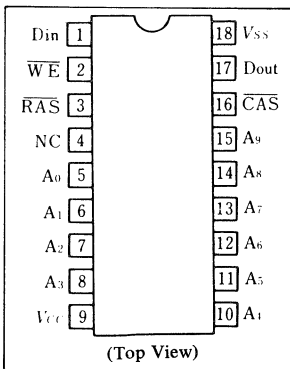 Din 1 18 Vss
WE 2 17 Dout
RAS 3 16 CAS
NC 4 15 A9
A0 5 14 A8
A1 6 13 A7
A2 7 12 A6
A3 8 11 A5
Vcc 9 10 A4
(Top View)